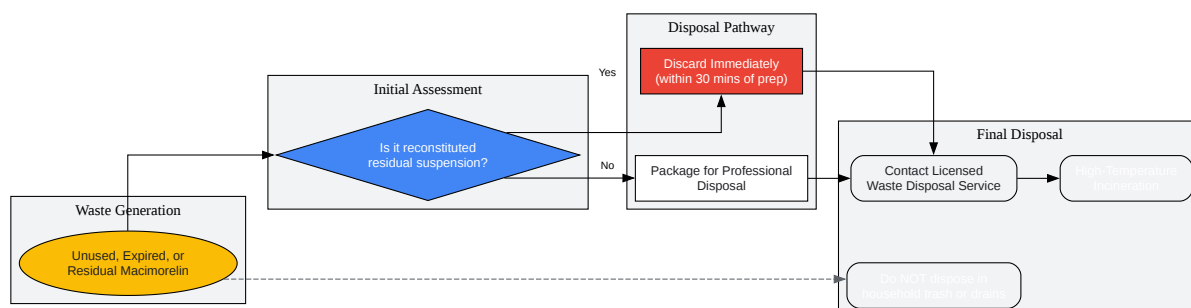 Waste Generation
Unused, Expired, or
Residual Macimorelin
Initial Assessment
Is it reconstituted
residual suspension?
Yes
No
Disposal Pathway
Discard Immediately
(within 30 mins of prep)
Package for Professional
Disposal
Final Disposal
Contact Licensed
Waste Disposal Service
High-Temperature
Incineration
Do NOT dispose in
household trash or drains